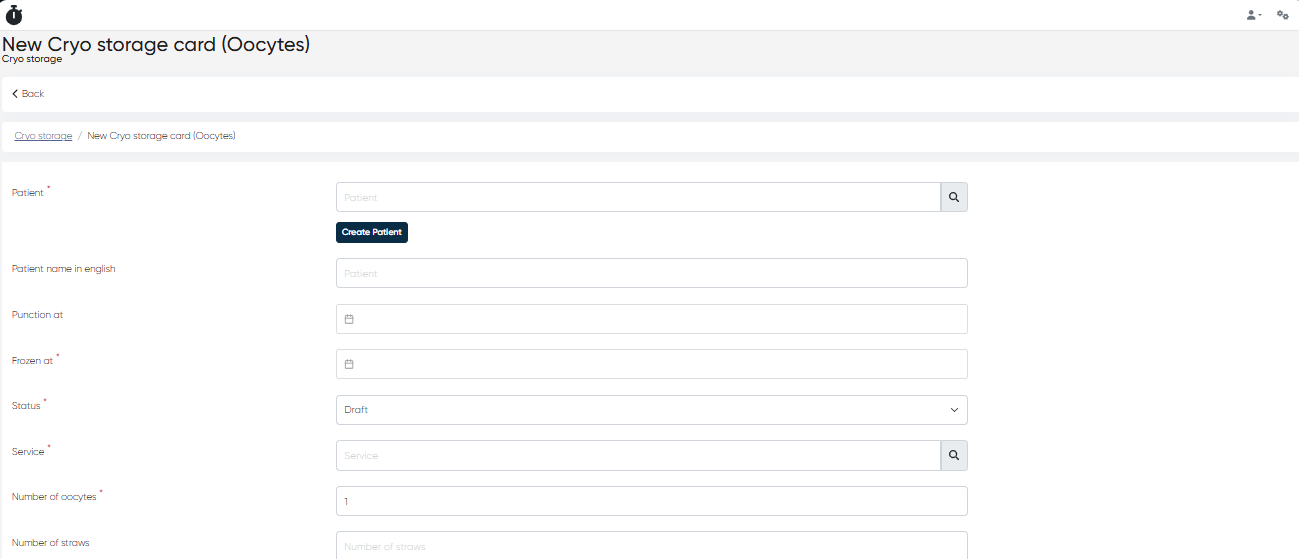 New Cryo storage card (Oocytes)
Cryo storage
Back
Cryo storage / New Cryo storage card (Oocytes)
Patient *
Patient
Create Patient
Patient name in english
Patient
Punction at
Frozen at *
Status *
Draft
Service *
Service
Number of oocytes *
1
Number of straws
Number of straws